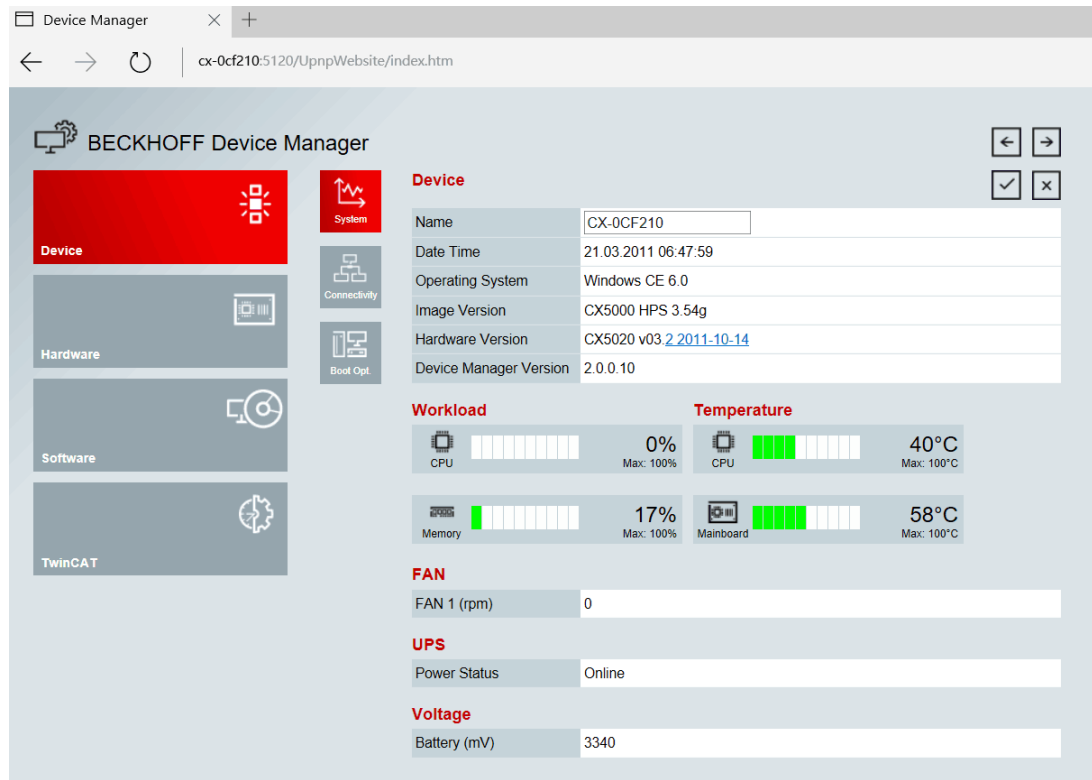 Device Manager
cx-0cf210:5120/UpnpWebsite/index.htm
BECKHOFF Device Manager
Device
Hardware
Software
TwinCAT
System
Connectivity
Boot Opt.
Device
Name CX-0CF210
Date Time 21.03.2011 06:47:59
Operating System Windows CE 6.0
Image Version CX5000 HPS 3.54g
Hardware Version CX5020 v03.2 2011-10-14
Device Manager Version 2.0.0.10
Workload Temperature
CPU 0% Max: 100% CPU 40°C Max: 100°C
Memory 17% Max: 100% Mainboard 58°C Max: 100°C
FAN
FAN 1 (rpm) 0
UPS
Power Status Online
Voltage
Battery (mV) 3340